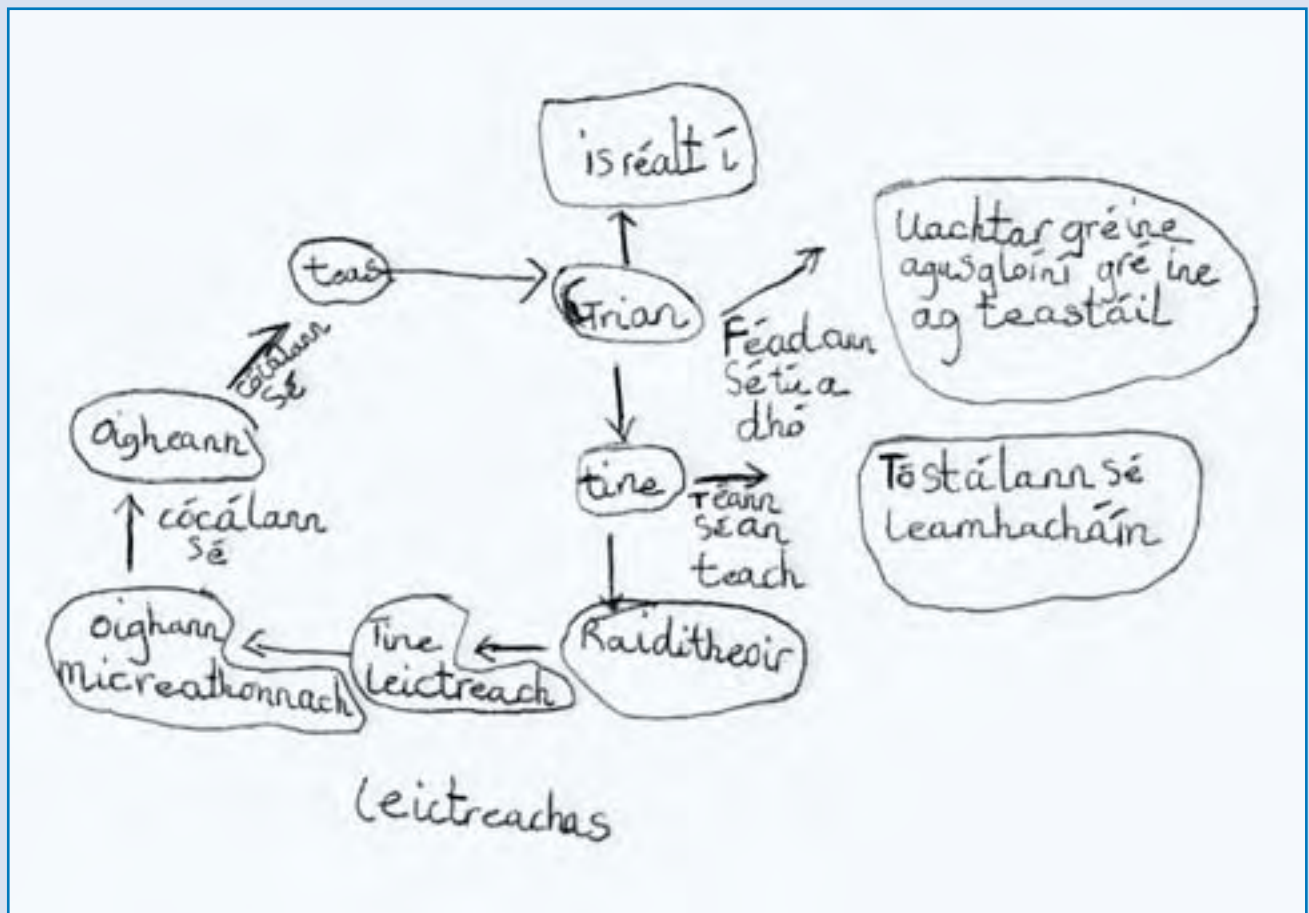 is réalt í
teas
Grian
Uachtar gréine
agus gloiní gréine
ag teastáil
Féadann
sé tú a
dhó
cócálann
sé
Oigheann
tine
Téann
sé an
teach
Tóstálann sé
leamhacháin
cócálann
sé
oighann
micreathonnach
Tine
leictreach
Raiditheoir
leictreachas